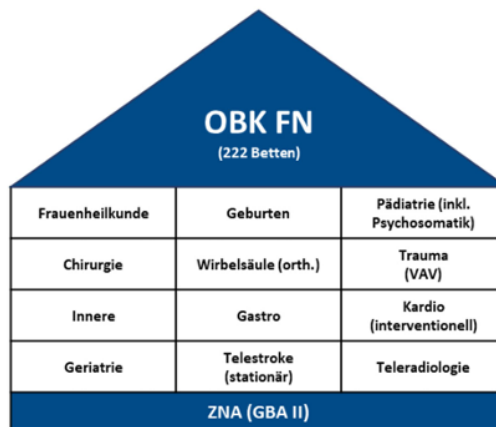 OBK FN
(222 Betten)
Frauenheilkunde
Geburten
Pädiatrie (inkl.
Psychosomatik)
Chirurgie
Wirbelsäule (orth.)
Trauma
(VAV)
Innere
Gastro
Kardio
(interventionell)
Geriatrie
Telestroke
(stationär)
Teleradiologie
ZNA (GBA II)